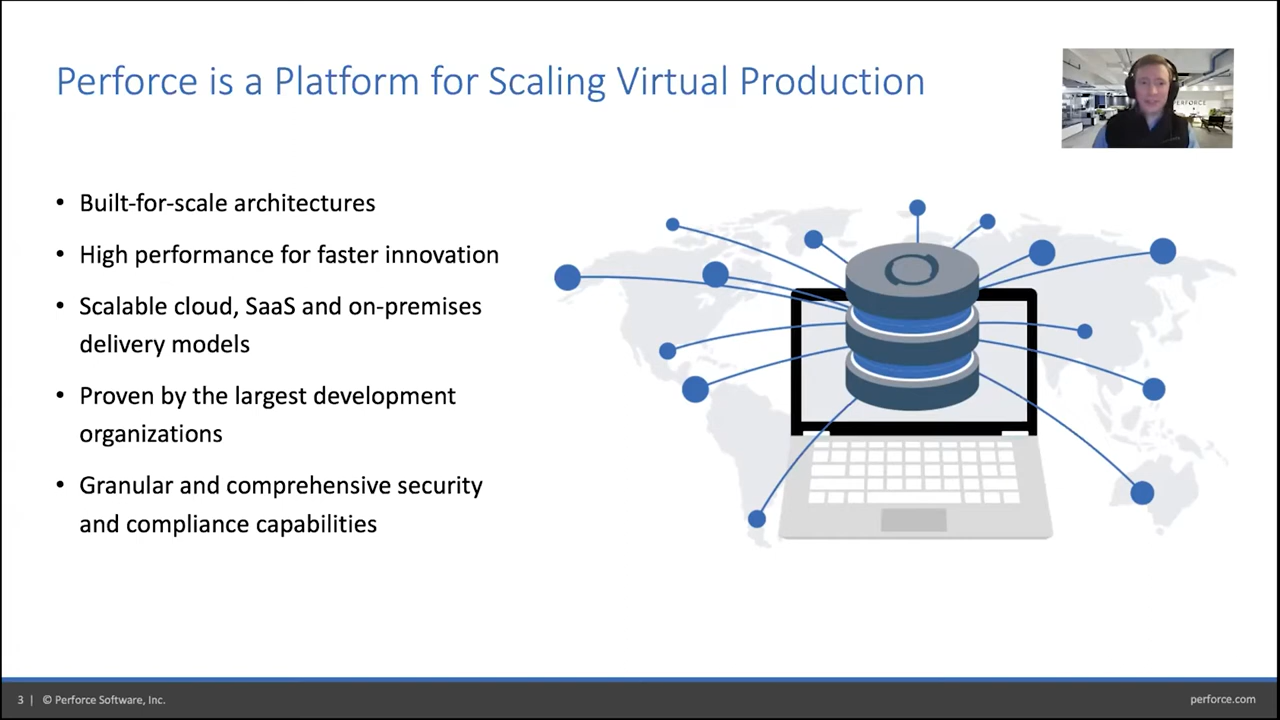 Perforce is a Platform for Scaling Virtual Production
• Built-for-scale architectures
• High performance for faster innovation
• Scalable cloud, SaaS and on-premises
delivery models
• Proven by the largest development
organizations
• Granular and comprehensive security
and compliance capabilities
PERFORCE
3 | © Perforce Software, Inc.
perforce.com